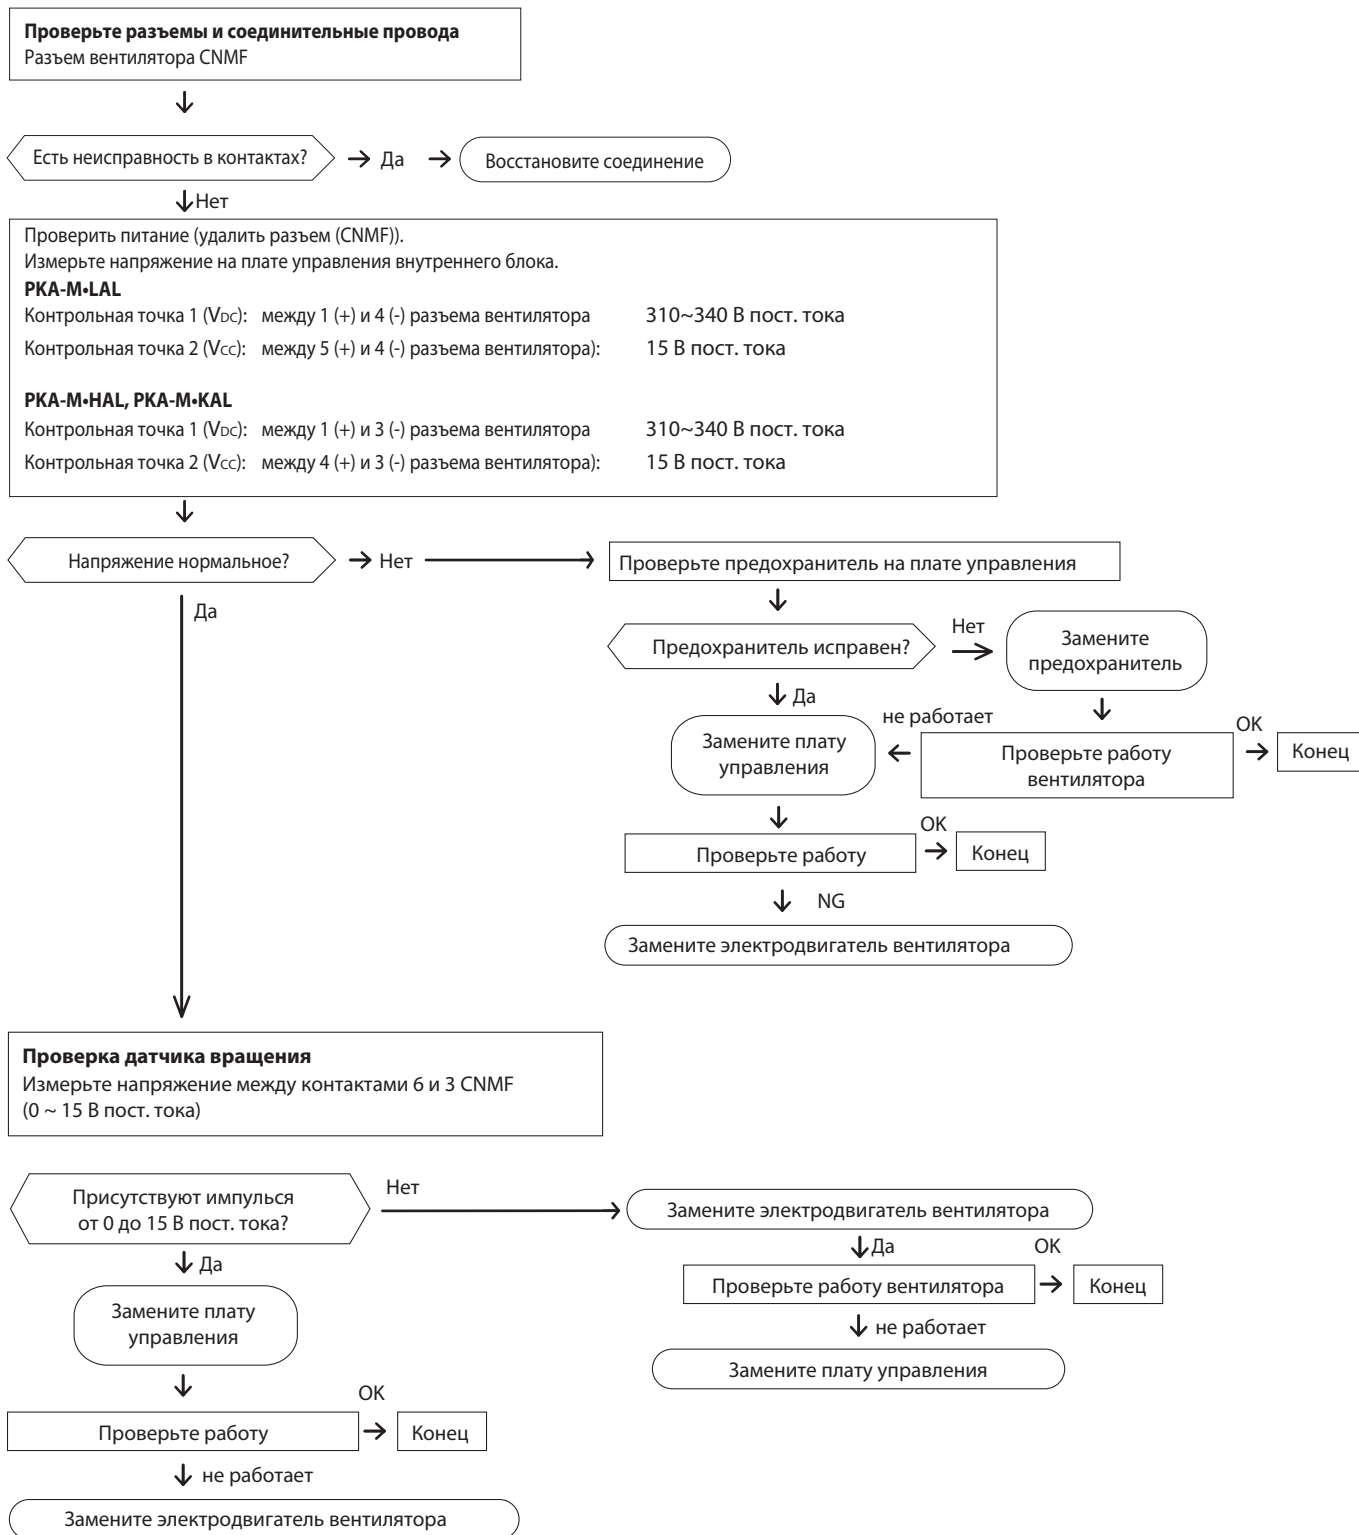 Проверьте разъемы и соединительные провода
Разъем вентилятора CNMF
Есть неисправность в контактах?
Да
Восстановите соединение
Нет
Проверить питание (удалить разъем (CNMF)).
Измерьте напряжение на плате управления внутреннего блока.
PKA-M•LAL
Контрольная точка 1 (VDC): между 1 (+) и 4 (-) разъема вентилятора 310~340 В пост. тока
Контрольная точка 2 (VCC): между 5 (+) и 4 (-) разъема вентилятора): 15 В пост. тока
PKA-M•HAL, PKA-M•KAL
Контрольная точка 1 (VDC): между 1 (+) и 3 (-) разъема вентилятора 310~340 В пост. тока
Контрольная точка 2 (VCC): между 4 (+) и 3 (-) разъема вентилятора): 15 В пост. тока
Напряжение нормальное?
Нет
Проверьте предохранитель на плате управления
Да
Предохранитель исправен?
Нет
Замените
предохранитель
Да
не работает
OK
Замените плату
управления
Проверьте работу
вентилятора
Конец
OK
Проверьте работу
Конец
NG
Замените электродвигатель вентилятора
Проверка датчика вращения
Измерьте напряжение между контактами 6 и 3 CNMF
(0 ~ 15 В пост. тока)
Присутствуют импулься
от 0 до 15 В пост. тока?
Нет
Замените электродвигатель вентилятора
Да
OK
Проверьте работу вентилятора
Конец
не работает
Замените плату управления
Да
Замените плату
управления
OK
Проверьте работу
Конец
не работает
Замените электродвигатель вентилятора